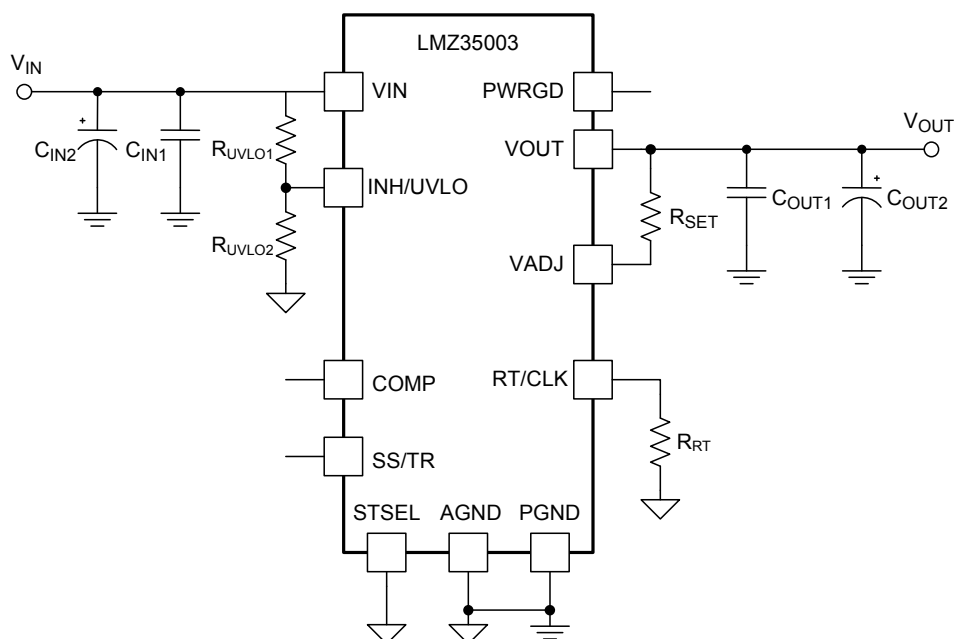 LMZ35003
VIN
VIN
PWRGD
VOUT
VOUT
+
CIN2
CIN1
RUVLO1
INH/UVLO
RUVLO2
RSET
COUT1
+
COUT2
VADJ
COMP
RT/CLK
SS/TR
RRT
STSEL
AGND
PGND